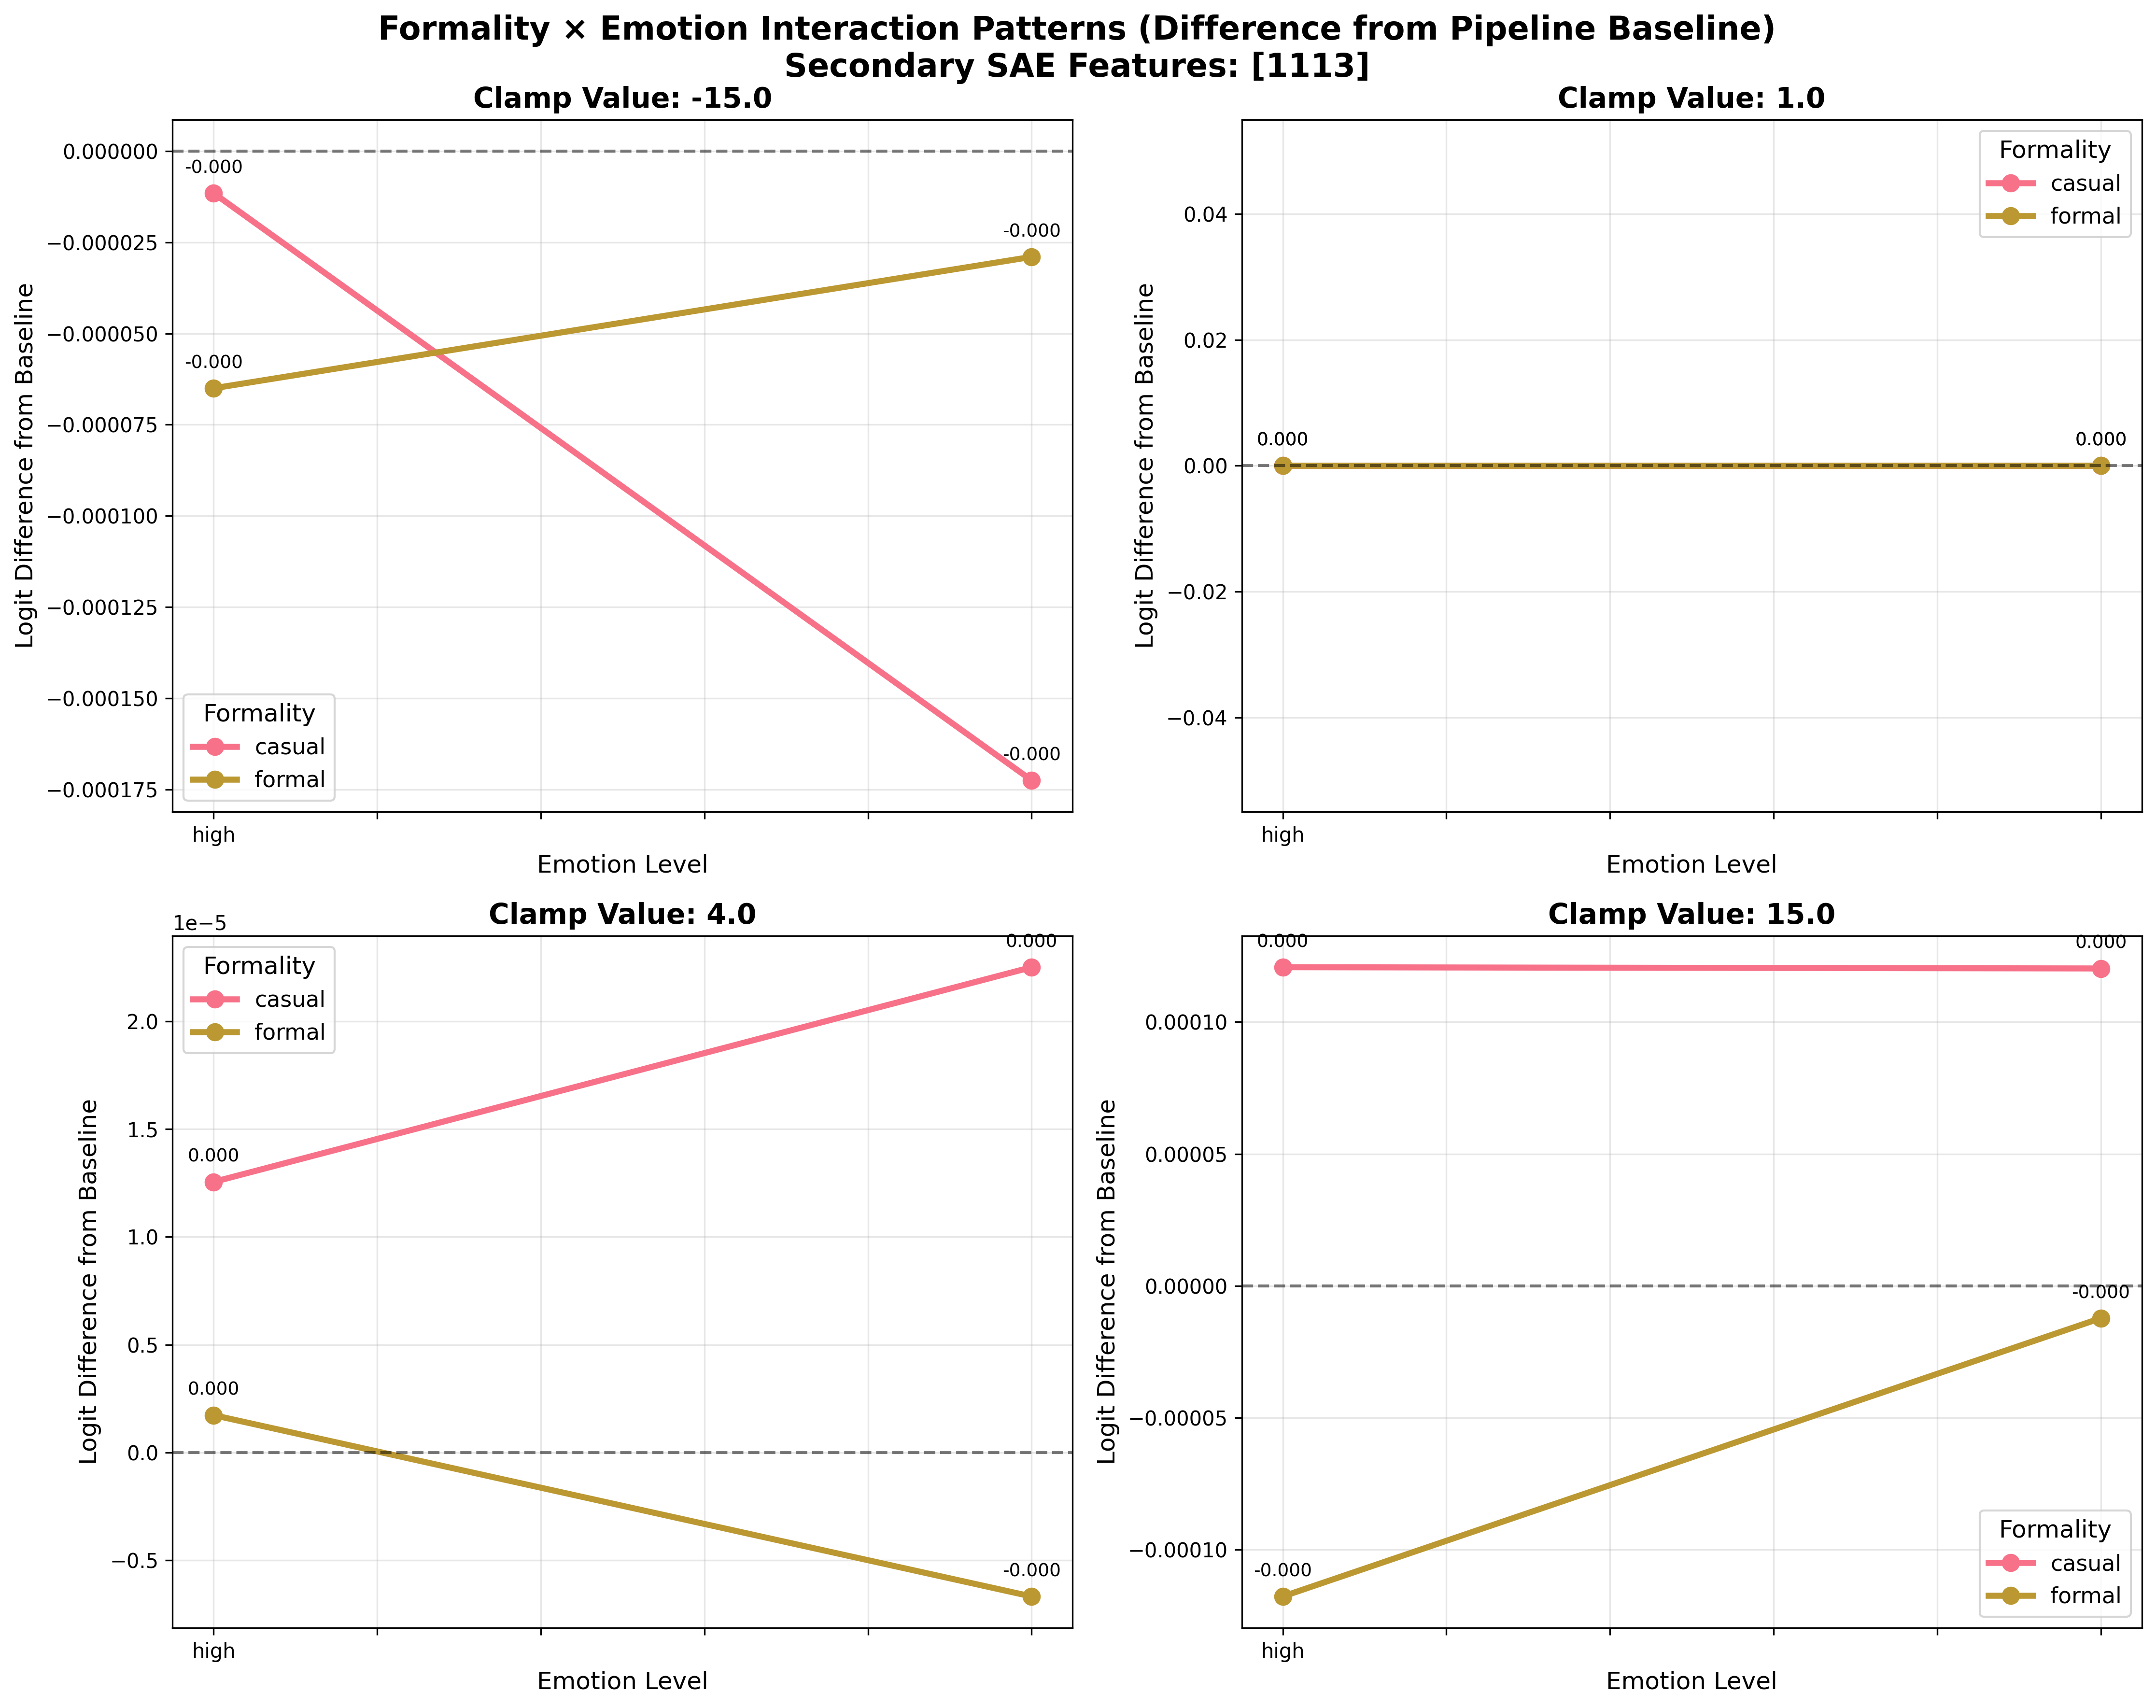 Formality × Emotion Interaction Patterns (Difference from Pipeline Baseline)
Secondary SAE Features: [1113]
Clamp Value: -15.0
0.000000
−0.000025
−0.000050
−0.000075
−0.000100
−0.000125
−0.000150
−0.000175
Logit Difference from Baseline
-0.000
-0.000
-0.000
-0.000
Formality
casual
formal
high
Emotion Level
Clamp Value: 1.0
0.04
0.02
0.00
−0.02
−0.04
Logit Difference from Baseline
0.000
0.000
Formality
casual
formal
high
Emotion Level
Clamp Value: 4.0
1e−5
2.0
1.5
1.0
0.5
0.0
−0.5
Logit Difference from Baseline
Formality
casual
formal
0.000
0.000
0.000
-0.000
high
Emotion Level
Clamp Value: 15.0
0.00010
0.00005
0.00000
−0.00005
−0.00010
Logit Difference from Baseline
0.000
0.000
-0.000
-0.000
Formality
casual
formal
high
Emotion Level